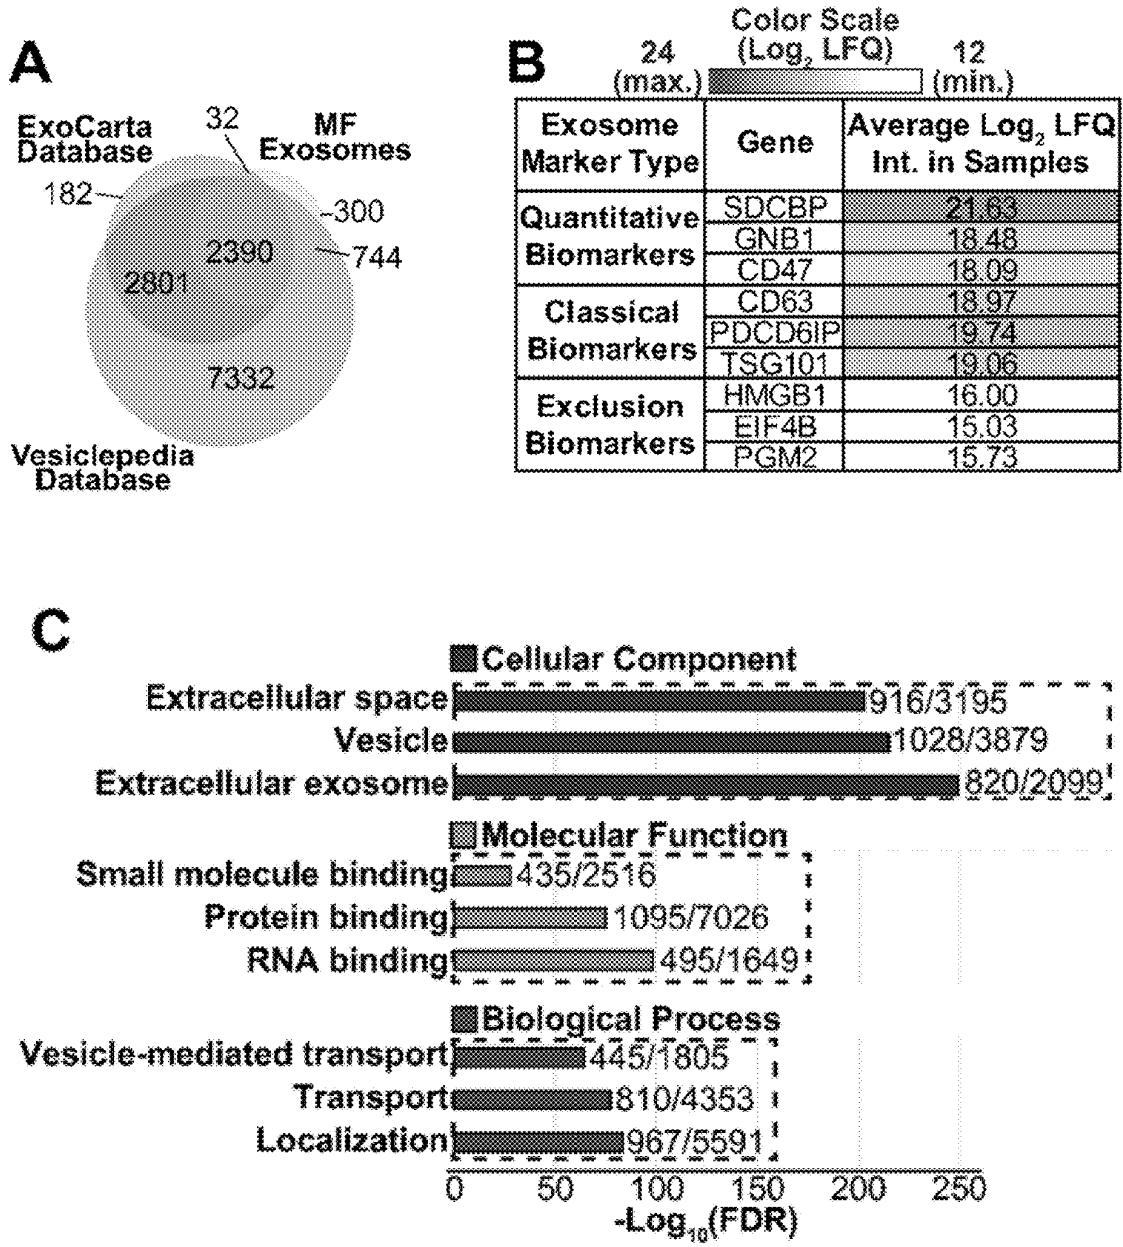 A
ExoCarta
Database
32
MF
Exosomes
182
300
2390
744
2801
7332
Vesiclepedia
Database
B
Color Scale
(Log2 LFQ)
24
(max.)
12
(min.)
Exosome
Marker Type
Gene
Average Log2 LFQ
Int. in Samples
Quantitative
Biomarkers
SDCBP 21.63
GNB1 18.48
CD47 18.09
Classical
Biomarkers
CD63 18.97
PDCD6IP 19.74
TSG101 19.06
Exclusion
Biomarkers
HMGB1 16.00
EIF4B 15.03
PGM2 15.73
C
Cellular Component
Extracellular space 916/3195
Vesicle 1028/3879
Extracellular exosome 820/2099
Molecular Function
Small molecule binding 435/2516
Protein binding 1095/7026
RNA binding 495/1649
Biological Process
Vesicle-mediated transport 445/1805
Transport 810/4353
Localization 967/5591
0 50 100 150 200 250
-Log10(FDR)